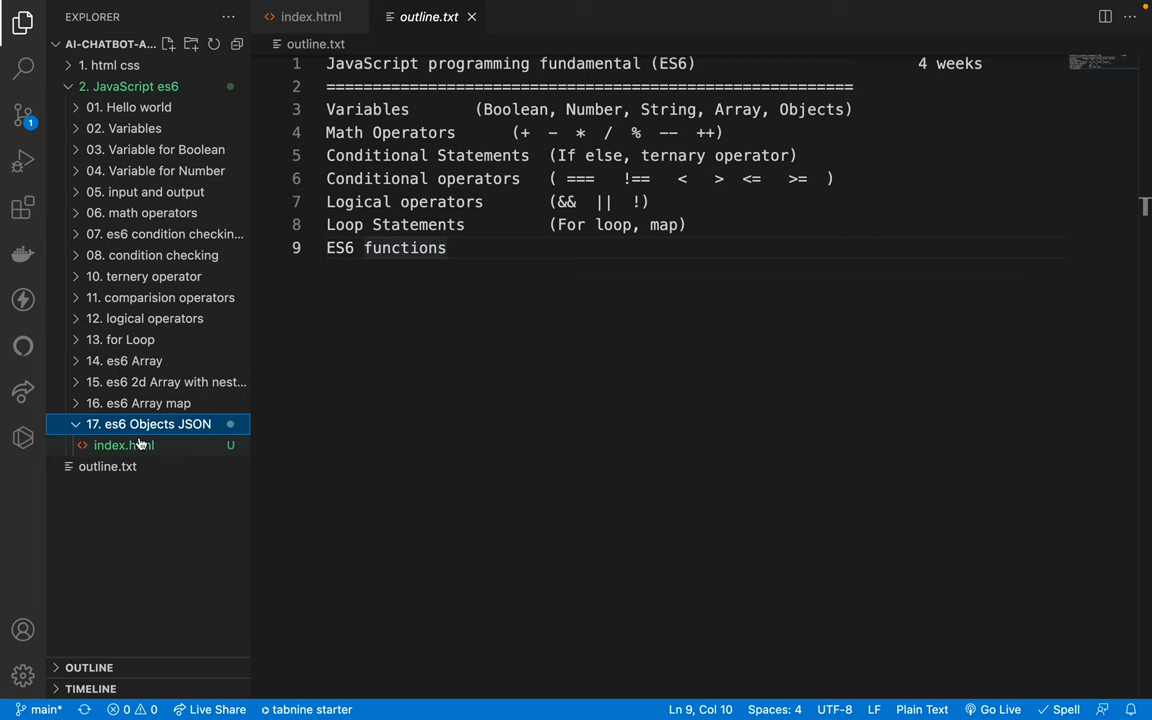 EXPLORER
index.html
outline.txt
AI-CHATBOT-A...
outline.txt
1. html css
2. JavaScript es6
01. Hello world
02. Variables
03. Variable for Boolean
04. Variable for Number
05. input and output
06. math operators
07. es6 condition checkin...
08. condition checking
10. ternery operator
11. comparision operators
12. logical operators
13. for Loop
14. es6 Array
15. es6 2d Array with nest...
16. es6 Array map
17. es6 Objects JSON
index.html U
outline.txt
1 JavaScript programming fundamental (ES6) 4 weeks
2 =========================================================
3 Variables (Boolean, Number, String, Array, Objects)
4 Math Operators (+ - * / % -- ++)
5 Conditional Statements (If else, ternary operator)
6 Conditional operators ( === !== < > <= >= )
7 Logical operators (&& || !)
8 Loop Statements (For loop, map)
9 ES6 functions
1
T
OUTLINE
TIMELINE
main* 0 0 Live Share tabnine starter Ln 9, Col 10 Spaces: 4 UTF-8 LF Plain Text Go Live Spell